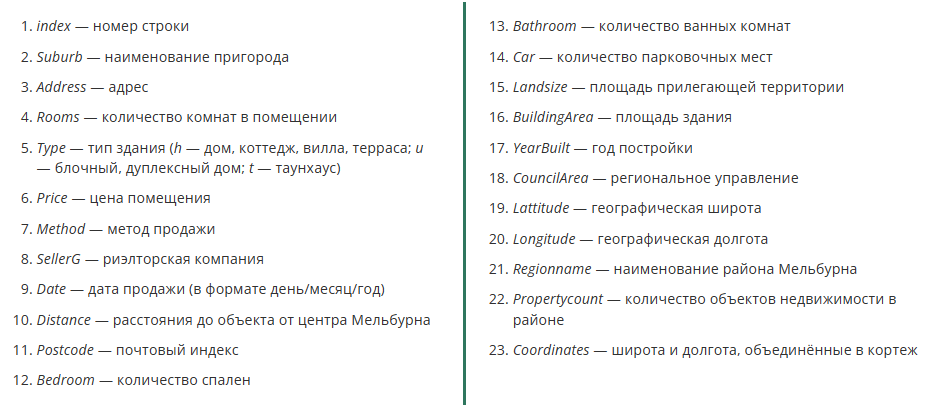 1. index — номер строки
2. Suburb — наименование пригорода
3. Address — адрес
4. Rooms — количество комнат в помещении
5. Type — тип здания (h — дом, коттедж, вилла, терраса; u
— блочный, дуплексный дом; t — таунхаус)
6. Price — цена помещения
7. Method — метод продажи
8. SellerG — риэлторская компания
9. Date — дата продажи (в формате день/месяц/год)
10. Distance — расстояния до объекта от центра Мельбурна
11. Postcode — почтовый индекс
12. Bedroom — количество спален
13. Bathroom — количество ванных комнат
14. Car — количество парковочных мест
15. Landsize — площадь прилегающей территории
16. BuildingArea — площадь здания
17. YearBuilt — год постройки
18. CouncilArea — региональное управление
19. Lattitude — географическая широта
20. Longitude — географическая долгота
21. Regionname — наименование района Мельбурна
22. Propertycount — количество объектов недвижимости в
районе
23. Coordinates — широта и долгота, объединённые в кортеж